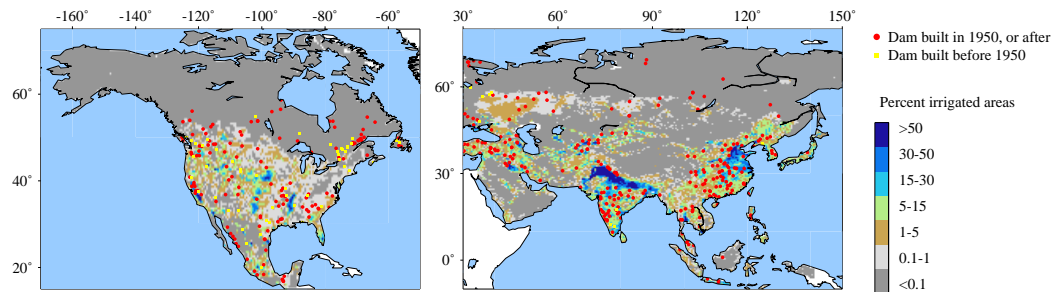 -160° -140° -120° -100° -80° -60°
30° 60° 90° 120° 150°
60°
40°
20°
60°
30°
0°
Dam built in 1950, or after
Dam built before 1950
Percent irrigated areas
>50
30-50
15-30
5-15
1-5
0.1-1
<0.1